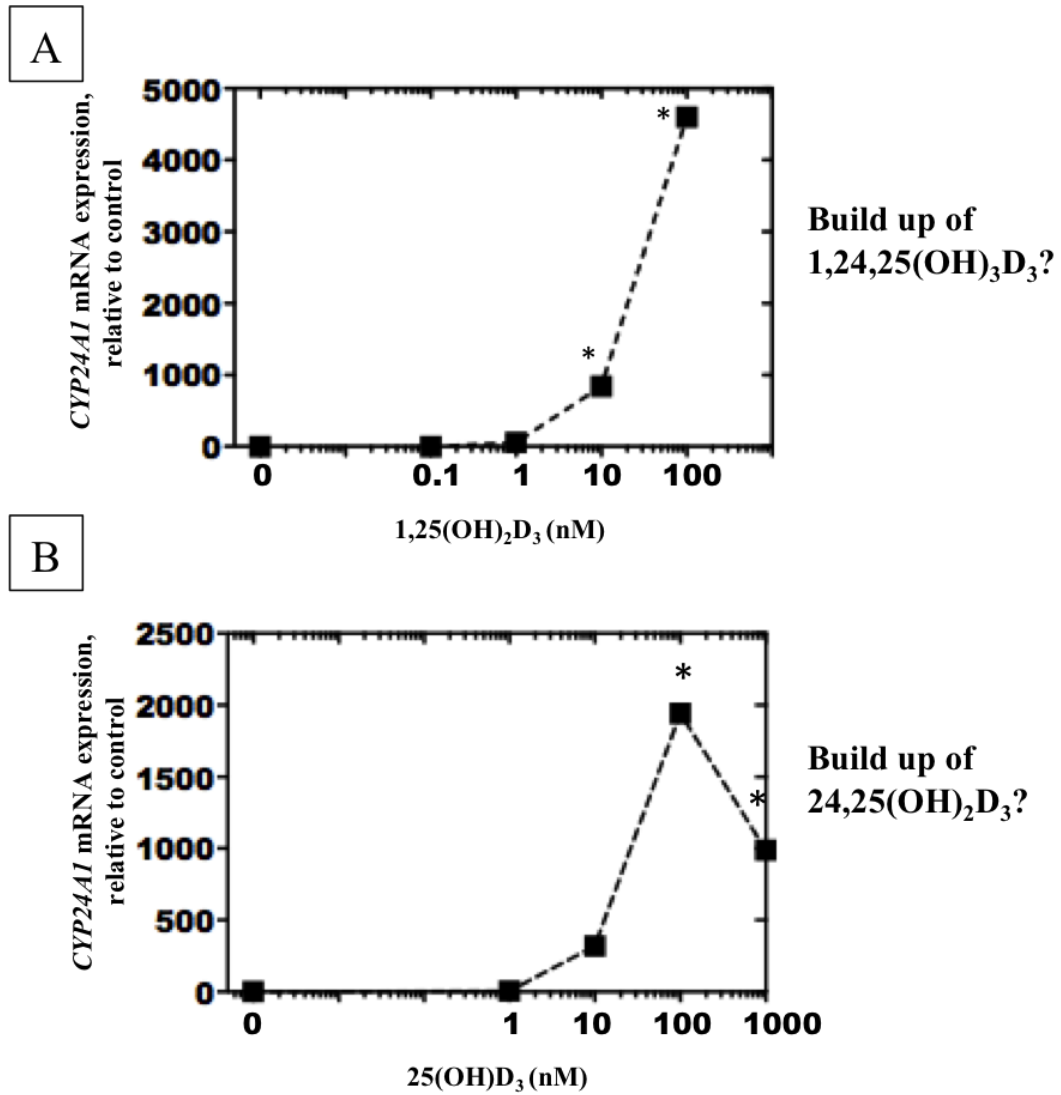 A
CYP24A1 mRNA expression,
relative to control
5000
4000
3000
2000
1000
0
*
*
0 0.1 1 10 100
1,25(OH)₂D₃ (nM)
Build up of
1,24,25(OH)₃D₃?
B
CYP24A1 mRNA expression,
relative to control
2500
2000
1500
1000
500
0
*
*
0 1 10 100 1000
25(OH)D₃ (nM)
Build up of
24,25(OH)₂D₃?